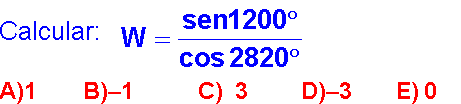 Calcular: W = sen1200° / cos 2820°
A)1 B)–1 C) 3 D)–3 E) 0